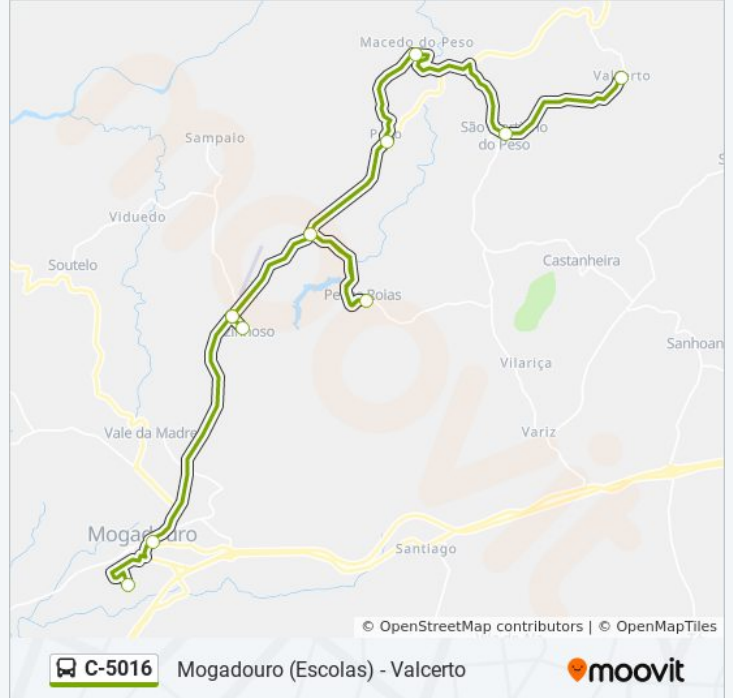 Macedo do Peso
Valcerto
Sampaio
São
Peso
do Peso
Viduedo
Soutelo
Castanheira
Sanhoan
Vilariça
Vale da Madre
Variz
Mogadouro
Santiago
© OpenStreetMap contributors | © OpenMapTiles
C-5016 Mogadouro (Escolas) - Valcerto
moovit